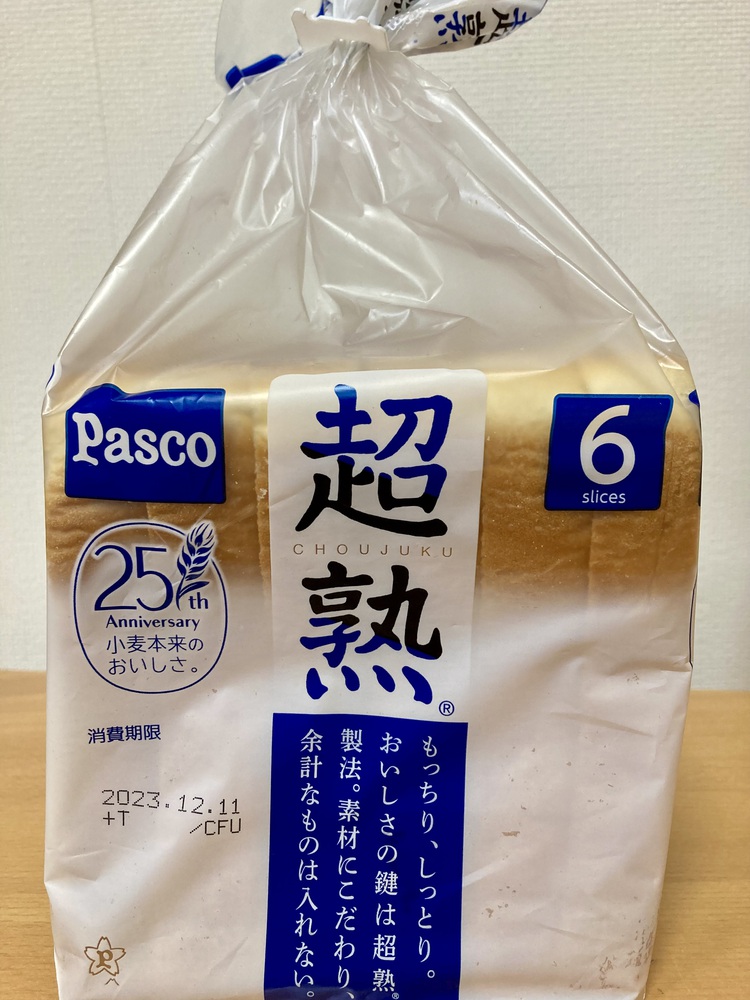 Pasco
超熟
CHOUJUKU
®
6
slices
25th
Anniversary
小麦本来の
おいしさ。
消費期限
2023.12.11
+T /CFU
もっちり、しっとり。
おいしさの鍵は超熟®
製法。素材にこだわり、
余計なものは入れない。